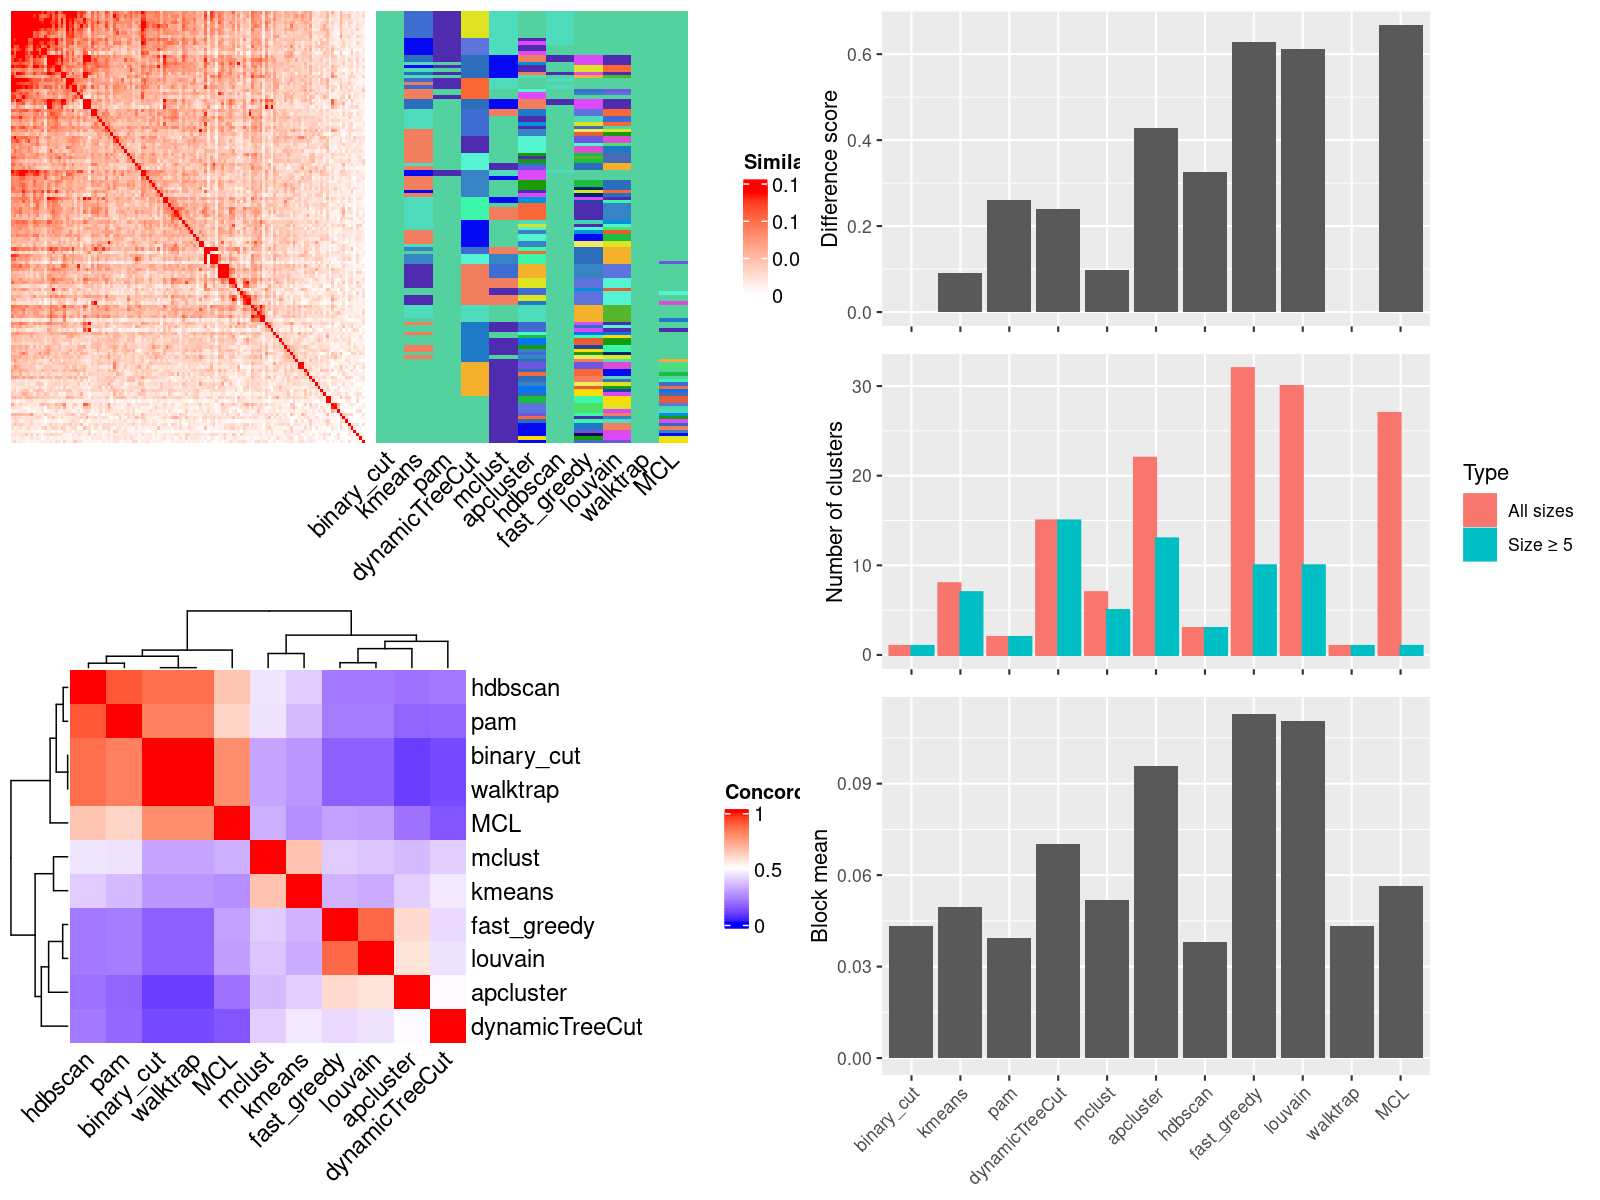 Simila
0.1
0.1
0.0
0
binary_cut
kmeans
pam
dynamicTreeCut
mclust
apcluster
hdbscan
fast_greedy
louvain
walktrap
MCL
hdbscan
pam
binary_cut
walktrap
MCL
mclust
kmeans
fast_greedy
louvain
apcluster
dynamicTreeCut
hdbscan
pam
binary_cut
walktrap
MCL
mclust
kmeans
fast_greedy
louvain
apcluster
dynamicTreeCut
Concord
1
0.5
0
Difference score
0.6
0.4
0.2
0.0
Number of clusters
30
20
10
0
Type
All sizes
Size ≥ 5
Block mean
0.09
0.06
0.03
0.00
binary_cut
kmeans
pam
dynamicTreeCut
mclust
apcluster
hdbscan
fast_greedy
louvain
walktrap
MCL